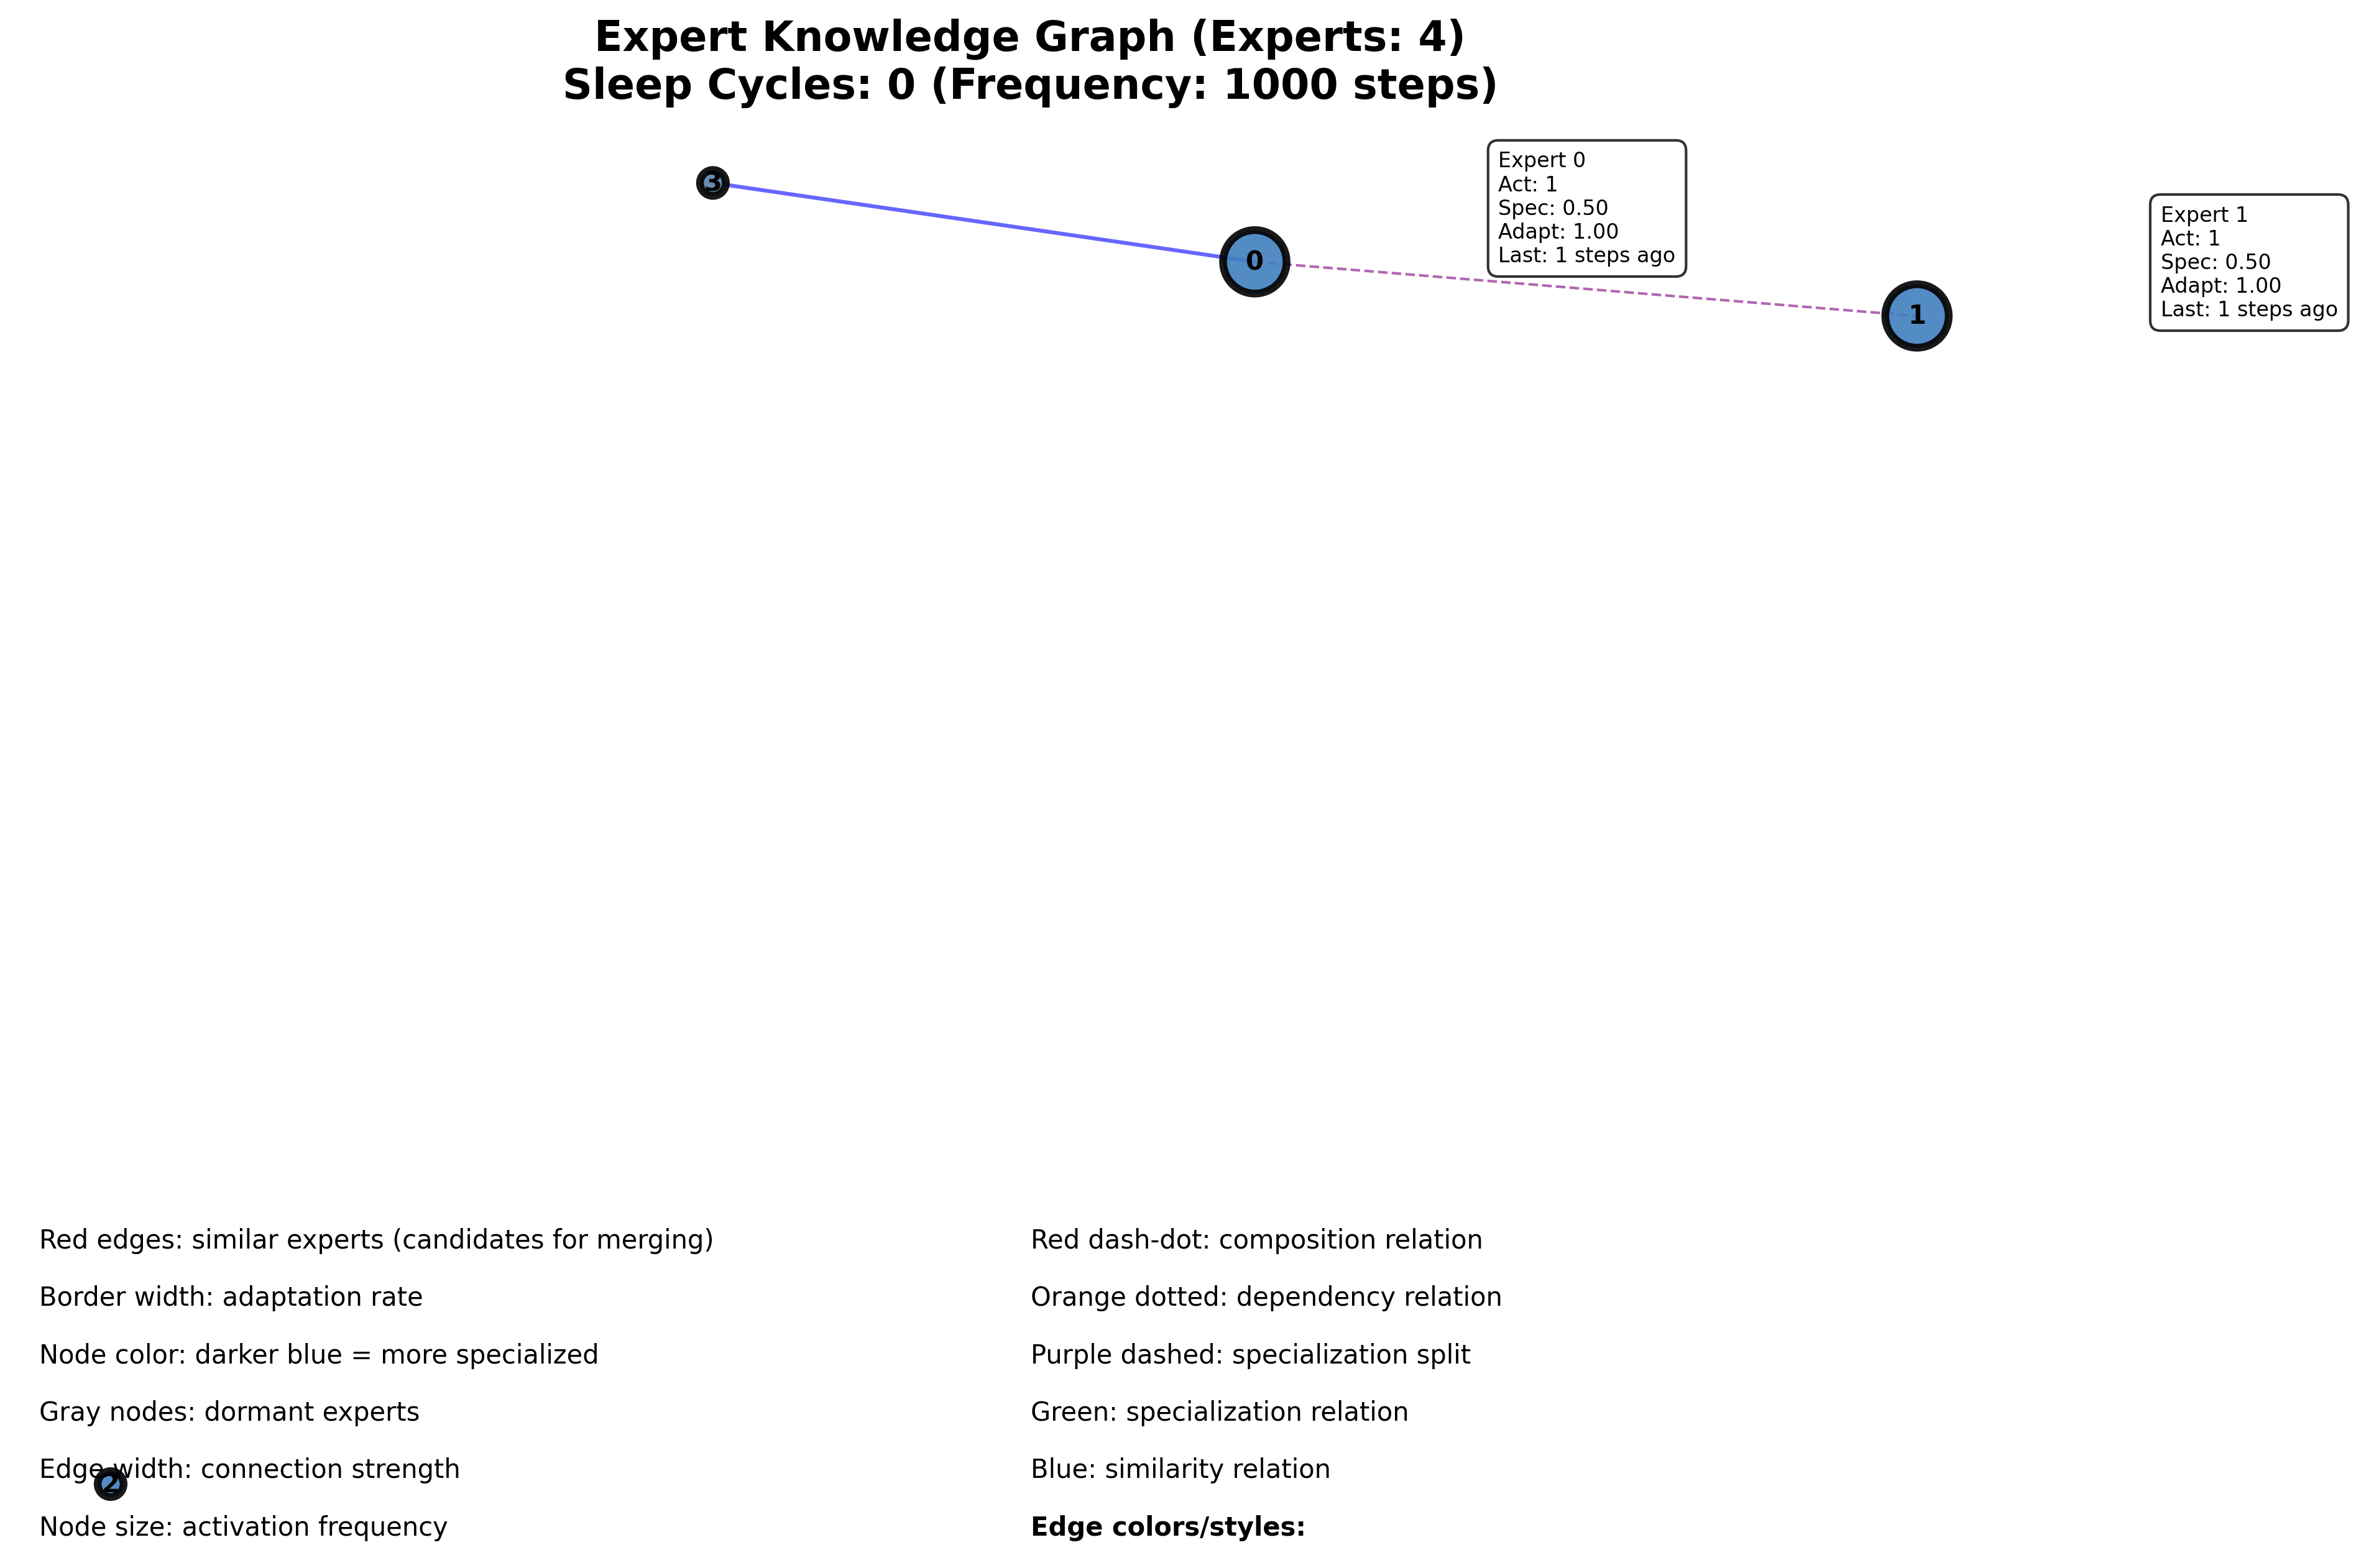 Expert Knowledge Graph (Experts: 4)
Sleep Cycles: 0 (Frequency: 1000 steps)
3
0
1
Expert 0
Act: 1
Spec: 0.50
Adapt: 1.00
Last: 1 steps ago
Expert 1
Act: 1
Spec: 0.50
Adapt: 1.00
Last: 1 steps ago
Red edges: similar experts (candidates for merging)
Border width: adaptation rate
Node color: darker blue = more specialized
Gray nodes: dormant experts
Edge width: connection strength
2
Node size: activation frequency
Red dash-dot: composition relation
Orange dotted: dependency relation
Purple dashed: specialization split
Green: specialization relation
Blue: similarity relation
Edge colors/styles: